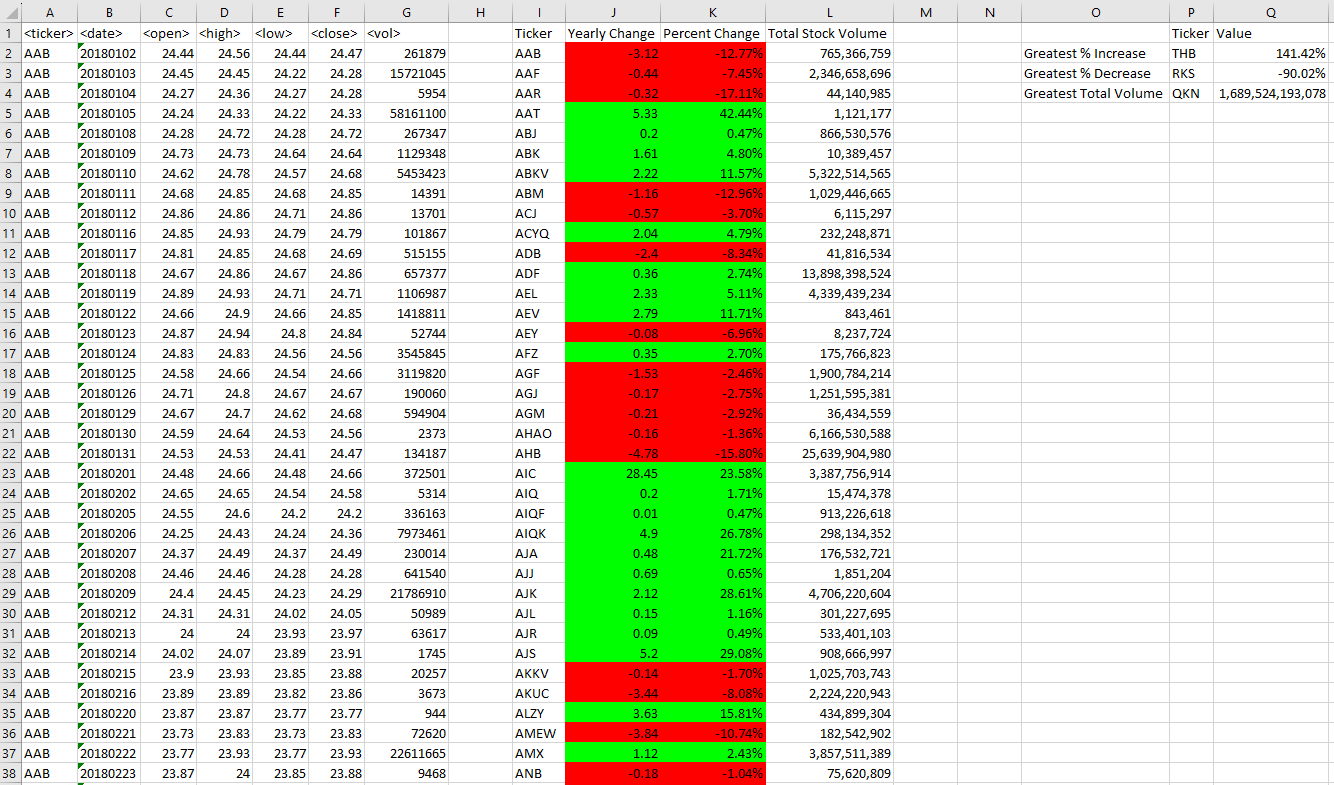 A B C D E F G H I J K L M N O P Q
1 <ticker> <date> <open> <high> <low> <close> <vol> Ticker Yearly Change Percent Change Total Stock Volume Ticker Value
2 AAB 20180102 24.44 24.56 24.44 24.47 261879 AAB -3.12 -12.77% 765,366,759 Greatest % Increase THB 141.42%
3 AAB 20180103 24.45 24.45 24.22 24.28 15721045 AAF -0.44 -7.45% 2,346,658,696 Greatest % Decrease RKS -90.02%
4 AAB 20180104 24.27 24.36 24.27 24.28 5954 AAR -0.32 -17.11% 44,140,985 Greatest Total Volume QKN 1,689,524,193,078
5 AAB 20180105 24.24 24.33 24.22 24.33 58161100 AAT 5.33 42.44% 1,121,177
6 AAB 20180108 24.28 24.72 24.28 24.72 267347 ABJ 0.2 0.47% 866,530,576
7 AAB 20180109 24.73 24.73 24.64 24.64 1129348 ABK 1.61 4.80% 10,389,457
8 AAB 20180110 24.62 24.78 24.57 24.68 5453423 ABKV 2.22 11.57% 5,322,514,565
9 AAB 20180111 24.68 24.85 24.68 24.85 14391 ABM -1.16 -12.96% 1,029,446,665
10 AAB 20180112 24.86 24.86 24.71 24.86 13701 ACJ -0.57 -3.70% 6,115,297
11 AAB 20180116 24.85 24.93 24.79 24.79 101867 ACYQ 2.04 4.79% 232,248,871
12 AAB 20180117 24.81 24.85 24.68 24.69 515155 ADB -2.4 -8.34% 41,816,534
13 AAB 20180118 24.67 24.86 24.67 24.86 657377 ADF 0.36 2.74% 13,898,398,524
14 AAB 20180119 24.89 24.93 24.71 24.71 1106987 AEL 2.33 5.11% 4,339,439,234
15 AAB 20180122 24.66 24.9 24.66 24.85 1418811 AEV 2.79 11.71% 843,461
16 AAB 20180123 24.87 24.94 24.8 24.84 52744 AEY -0.08 -6.96% 8,237,724
17 AAB 20180124 24.83 24.83 24.56 24.56 3545845 AFZ 0.35 2.70% 175,766,823
18 AAB 20180125 24.58 24.66 24.54 24.66 3119820 AGF -1.53 -2.46% 1,900,784,214
19 AAB 20180126 24.71 24.8 24.67 24.67 190060 AGJ -0.17 -2.75% 1,251,595,381
20 AAB 20180129 24.67 24.7 24.62 24.68 594904 AGM -0.21 -2.92% 36,434,559
21 AAB 20180130 24.59 24.64 24.53 24.56 2373 AHAO -0.16 -1.36% 6,166,530,588
22 AAB 20180131 24.53 24.53 24.41 24.47 134187 AHB -4.78 -15.80% 25,639,904,980
23 AAB 20180201 24.48 24.66 24.48 24.66 372501 AIC 28.45 23.58% 3,387,756,914
24 AAB 20180202 24.65 24.65 24.54 24.58 5314 AIQ 0.2 1.71% 15,474,378
25 AAB 20180205 24.55 24.6 24.2 24.2 336163 AIQF 0.01 0.47% 913,226,618
26 AAB 20180206 24.25 24.43 24.24 24.36 7973461 AIQK 4.9 26.78% 298,134,352
27 AAB 20180207 24.37 24.49 24.37 24.49 230014 AJA 0.48 21.72% 176,532,721
28 AAB 20180208 24.46 24.46 24.28 24.28 641540 AJJ 0.69 0.65% 1,851,204
29 AAB 20180209 24.4 24.45 24.23 24.29 21786910 AJK 2.12 28.61% 4,706,220,604
30 AAB 20180212 24.31 24.31 24.02 24.05 50989 AJL 0.15 1.16% 301,227,695
31 AAB 20180213 24 24 23.93 23.97 63617 AJR 0.09 0.49% 533,401,103
32 AAB 20180214 24.02 24.07 23.89 23.91 1745 AJS 5.2 29.08% 908,666,997
33 AAB 20180215 23.9 23.93 23.85 23.88 20257 AKKV -0.14 -1.70% 1,025,703,743
34 AAB 20180216 23.89 23.89 23.82 23.86 3673 AKUC -3.44 -8.08% 2,224,220,943
35 AAB 20180220 23.87 23.87 23.77 23.77 944 ALZY 3.63 15.81% 434,899,304
36 AAB 20180221 23.73 23.83 23.73 23.83 72620 AMEW -3.84 -10.74% 182,542,902
37 AAB 20180222 23.77 23.93 23.77 23.93 22611665 AMX 1.12 2.43% 3,857,511,389
38 AAB 20180223 23.87 24 23.85 23.88 9468 ANB -0.18 -1.04% 75,620,809